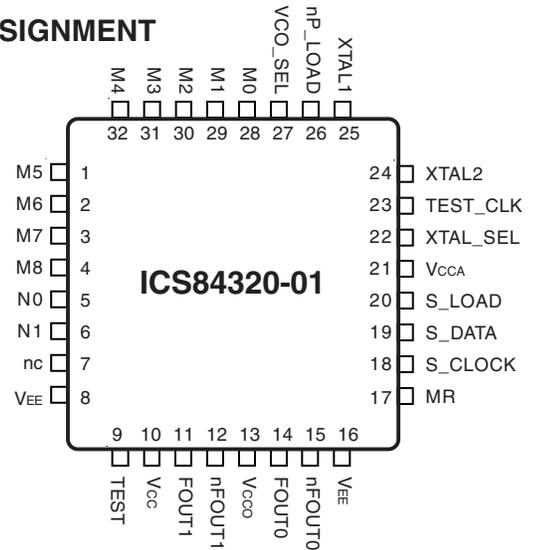 SIGNMENT
M4 M3 M2 M1 M0 VCO_SEL nP_LOAD XTAL1
32 31 30 29 28 27 26 25
M5 1
M6 2
M7 3
M8 4
N0 5
N1 6
nc 7
VEE 8
ICS84320-01
24 XTAL2
23 TEST_CLK
22 XTAL_SEL
21 VCCA
20 S_LOAD
19 S_DATA
18 S_CLOCK
17 MR
9 10 11 12 13 14 15 16
TEST VCC FOUT1 nFOUT1 VCCO FOUT0 nFOUT0 VEE